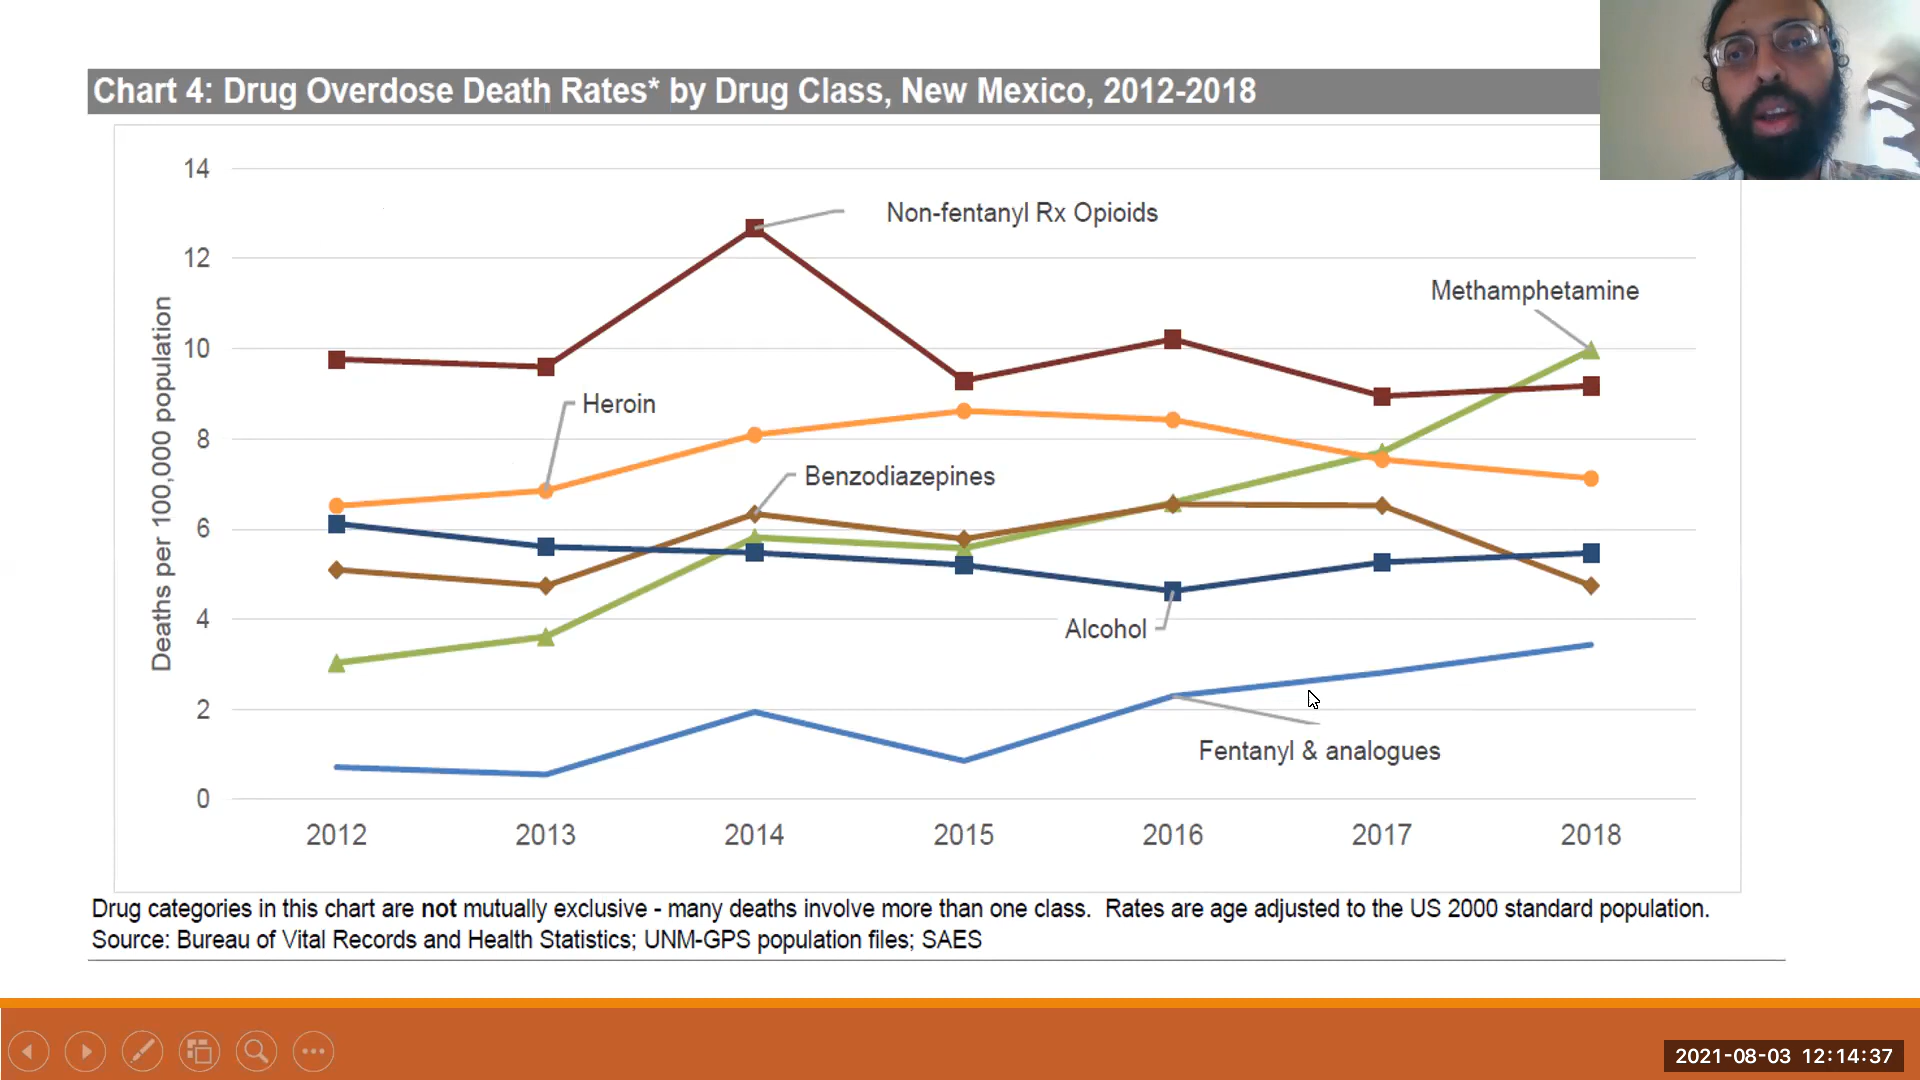 Chart 4: Drug Overdose Death Rates* by Drug Class, New Mexico, 2012-2018
14
12
10
8
6
4
2
0
Deaths per 100,000 population
Non-fentanyl Rx Opioids
Methamphetamine
Heroin
Benzodiazepines
Alcohol
Fentanyl & analogues
2012 2013 2014 2015 2016 2017 2018
Drug categories in this chart are not mutually exclusive - many deaths involve more than one class. Rates are age adjusted to the US 2000 standard population.
Source: Bureau of Vital Records and Health Statistics; UNM-GPS population files; SAES
2021-08-03 12:14:37